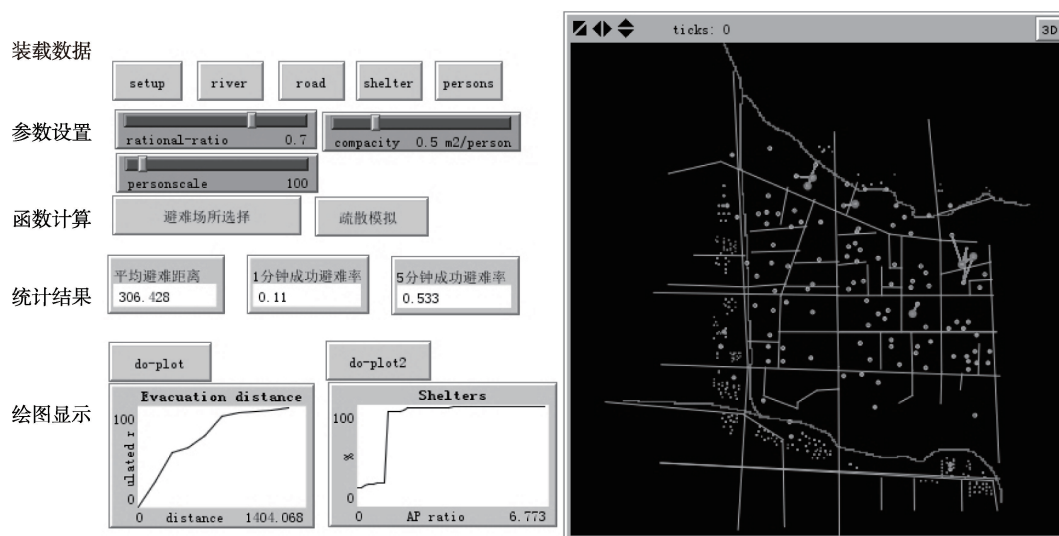 装载数据
setup river road shelter persons
参数设置
rational-ratio 0.7
compacity 0.5 m2/person
personscale 100
函数计算
避难场所选择 疏散模拟
统计结果
平均避难距离
306.428
1分钟成功避难率
0.11
5分钟成功避难率
0.533
绘图显示
do-plot
Evacuation distance
100
ulated r
0
0 distance 1404.068
do-plot2
Shelters
100
%
0
0 AP ratio 6.773
ticks: 0
3D